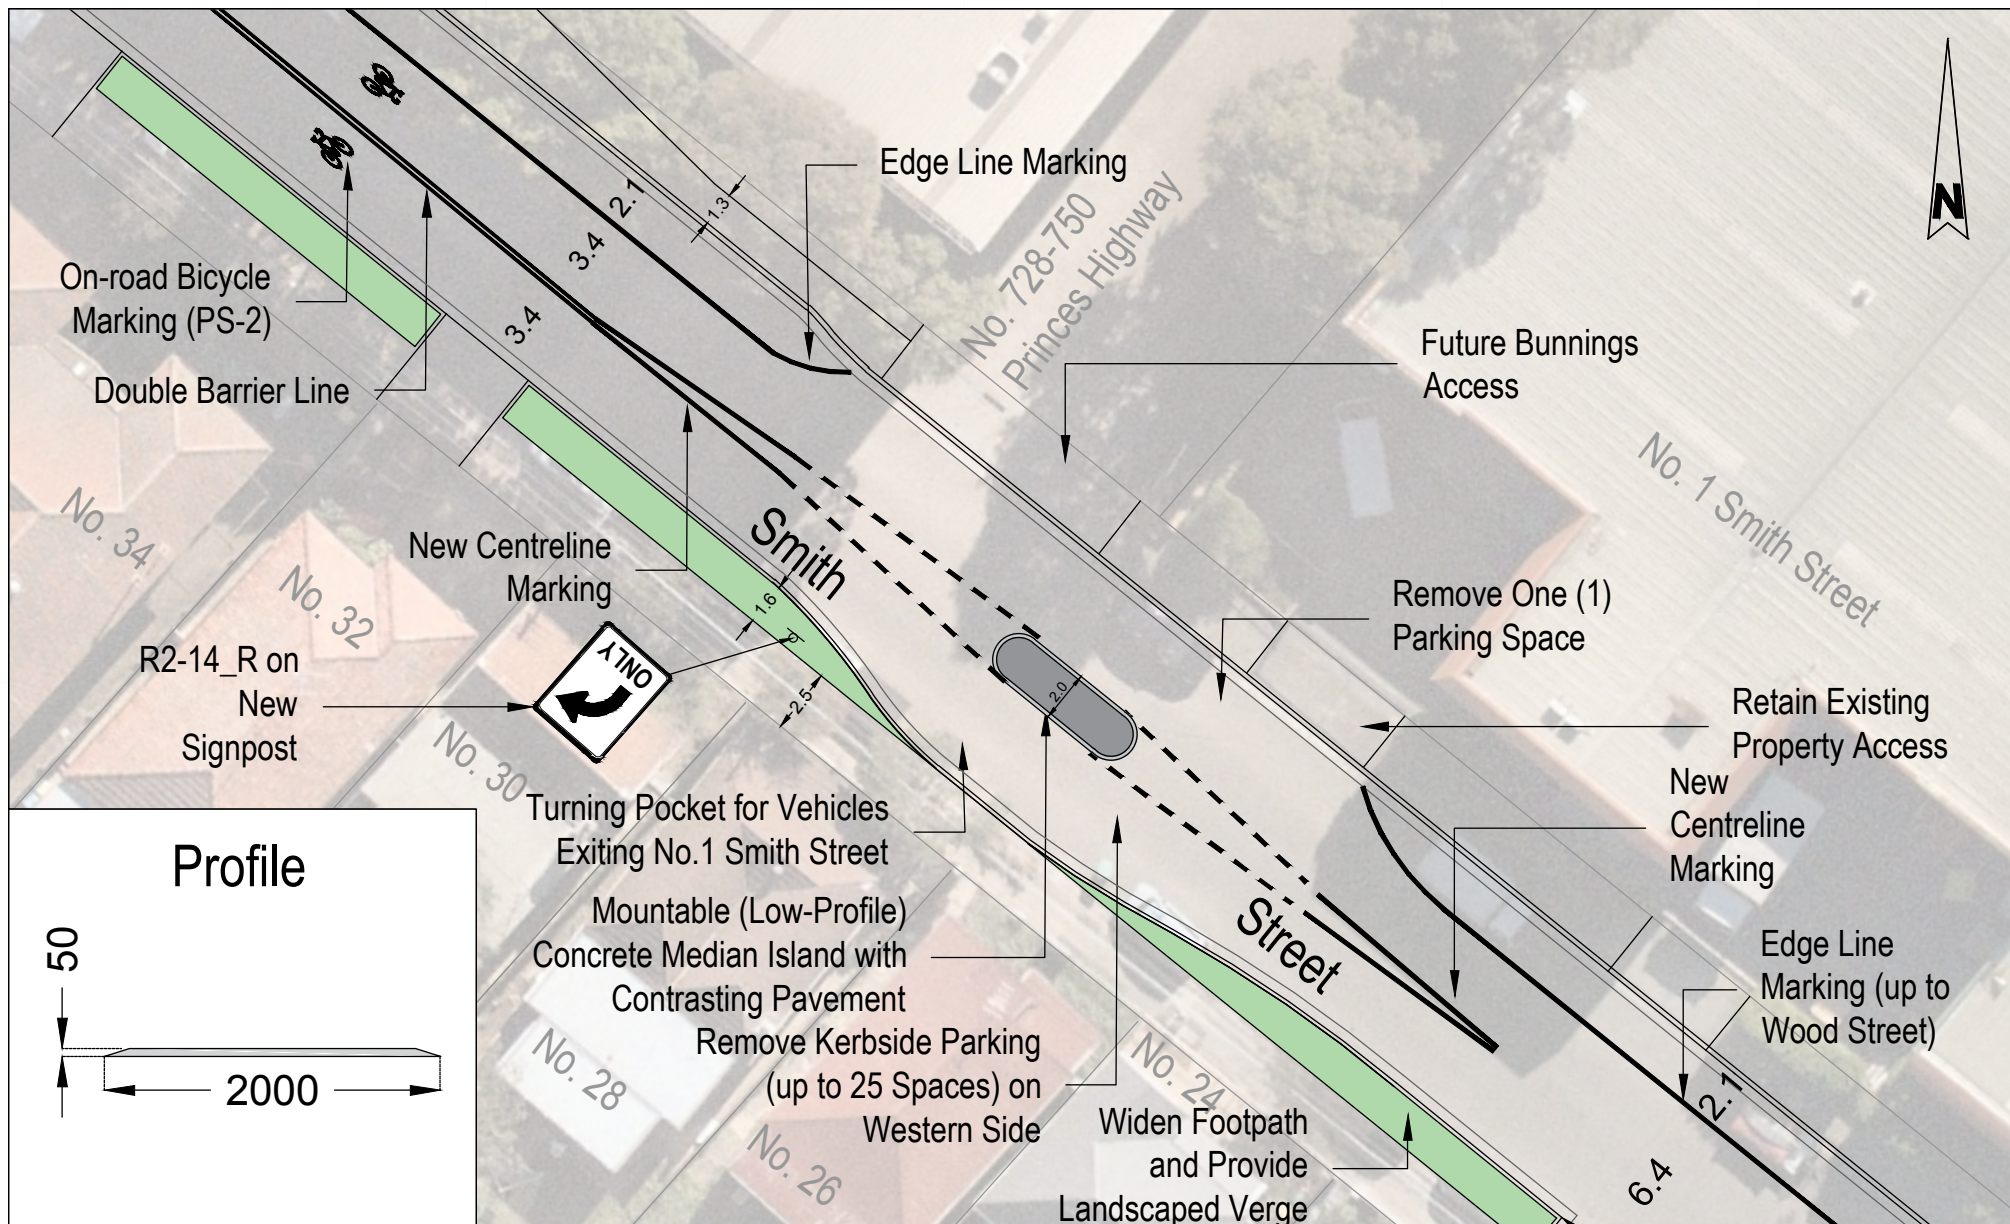 Edge Line Marking
No. 728-750
Princes Highway
N
2.1
1.3
3.4
3.4
On-road Bicycle
Marking (PS-2)
Double Barrier Line
Future Bunnings
Access
No. 1 Smith Street
No. 34
No. 32
New Centreline
Marking
Smith
1.6
Remove One (1)
Parking Space
R2-14_R on
New
Signpost
ONLY
2.5
2.0
Retain Existing
Property Access
No. 30
New
Centreline
Marking
Turning Pocket for Vehicles
Exiting No.1 Smith Street
Mountable (Low-Profile)
Concrete Median Island with
Contrasting Pavement
Street
Edge Line
Marking (up to
Wood Street)
Remove Kerbside Parking
(up to 25 Spaces) on
Western Side
No. 28
No. 26
No. 24
2.1
6.4
Widen Footpath
and Provide
Landscaped Verge
Profile
50
2000